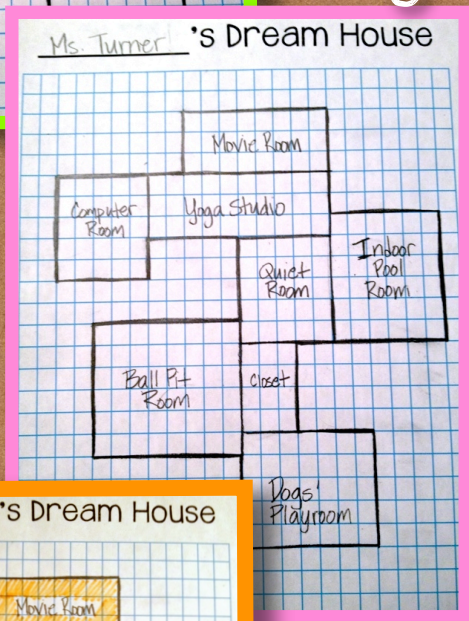 Ms. Turner's Dream House
Movie Room
Computer
Room
Yoga Studio
Indoor
Pool
Room
Quiet
Room
Ball Pit
Room
Closet
Dogs'
Playroom
's Dream House
Movie Room